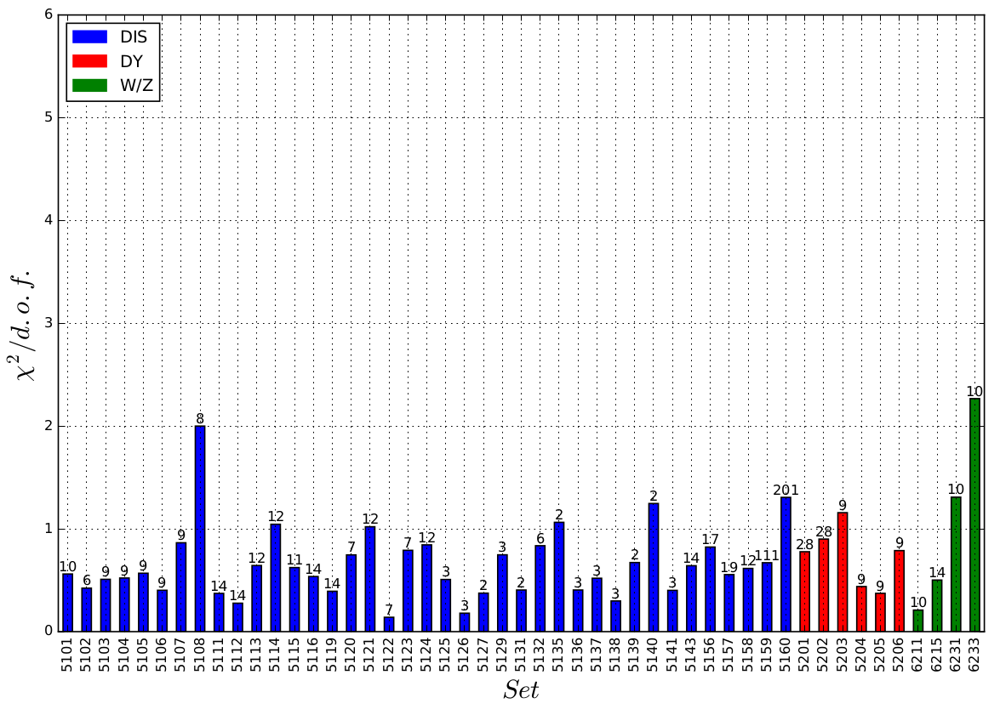 6
5
4
3
2
1
0
χ²/d.o.f.
DIS
DY
W/Z
10 6 9 9 9 9 9 8 14 14 12 12 11 14 14 7 12 7 7 12 3 3 2 3 2 6 2 3 3 3 2 2 3 14 17 19 12 111 201 28 28 9 9 9 9 10 14 10 10
5101 5102 5103 5104 5105 5106 5107 5108 5111 5112 5113 5114 5115 5116 5119 5120 5121 5122 5123 5124 5125 5126 5127 5129 5131 5132 5135 5136 5137 5138 5139 5140 5141 5143 5156 5157 5158 5159 5160 5201 5202 5203 5204 5205 5206 6211 6215 6231 6233
Set